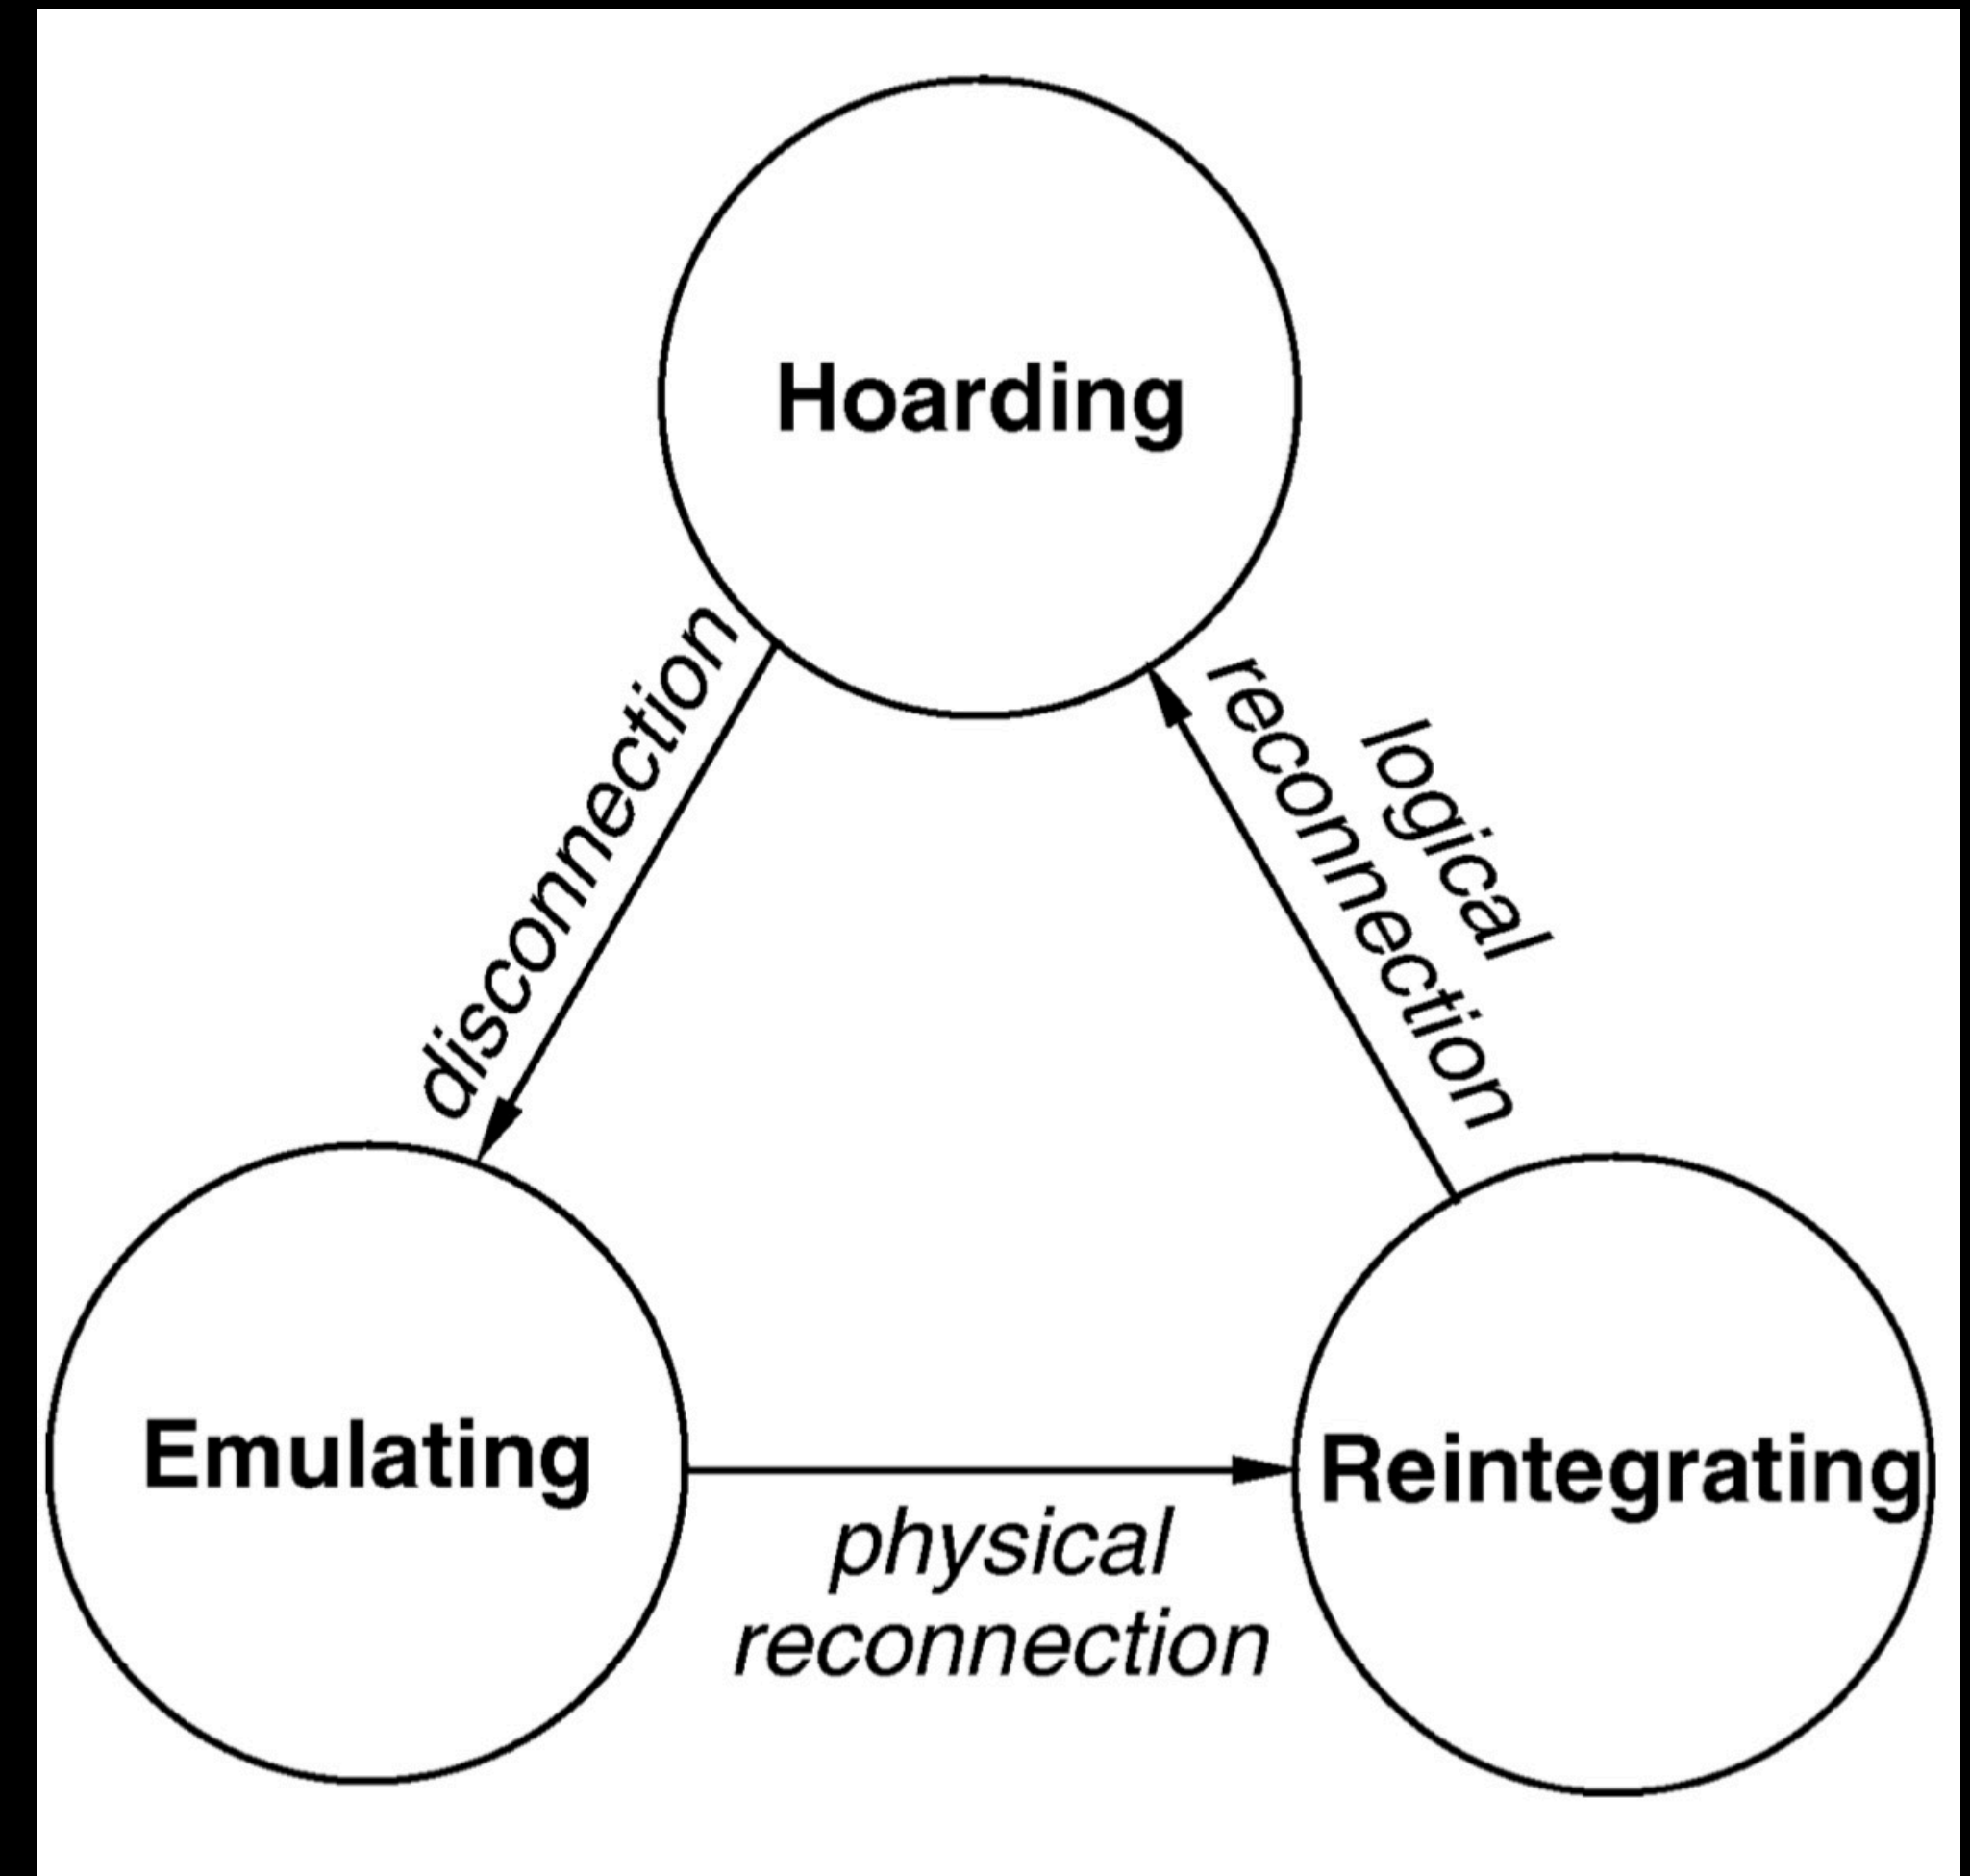 Hoarding
disconnection
logical
reconnection
Emulating
Reintegrating
physical
reconnection